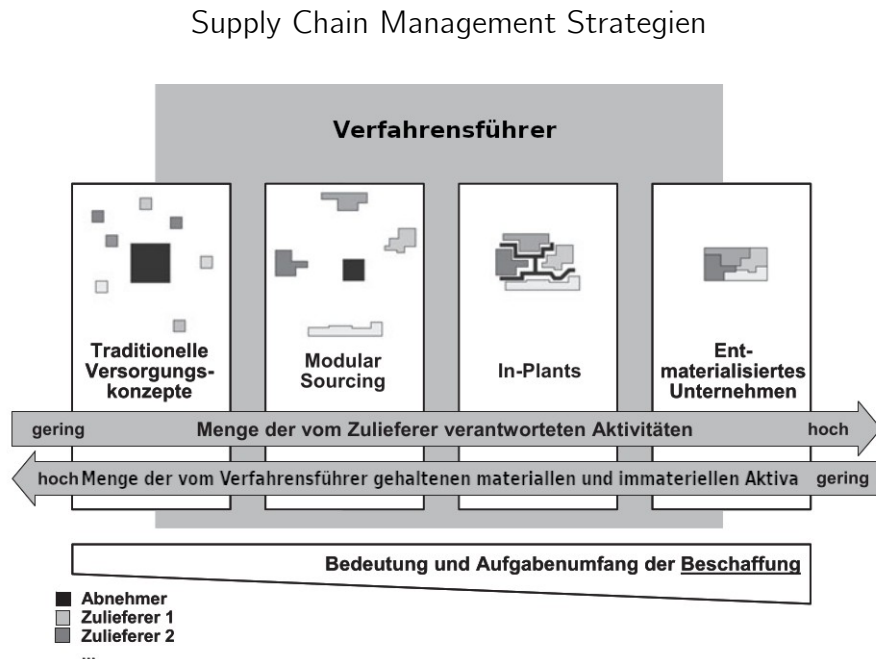 Supply Chain Management Strategien
Verfahrensführer
Traditionelle
Versorgungs-
konzepte
Modular
Sourcing
In-Plants
Ent-
materialisiertes
Unternehmen
gering Menge der vom Zulieferer verantworteten Aktivitäten hoch
hoch Menge der vom Verfahrensführer gehaltenen materiallen und immateriellen Aktiva gering
Bedeutung und Aufgabenumfang der Beschaffung
Abnehmer
Zulieferer 1
Zulieferer 2
...